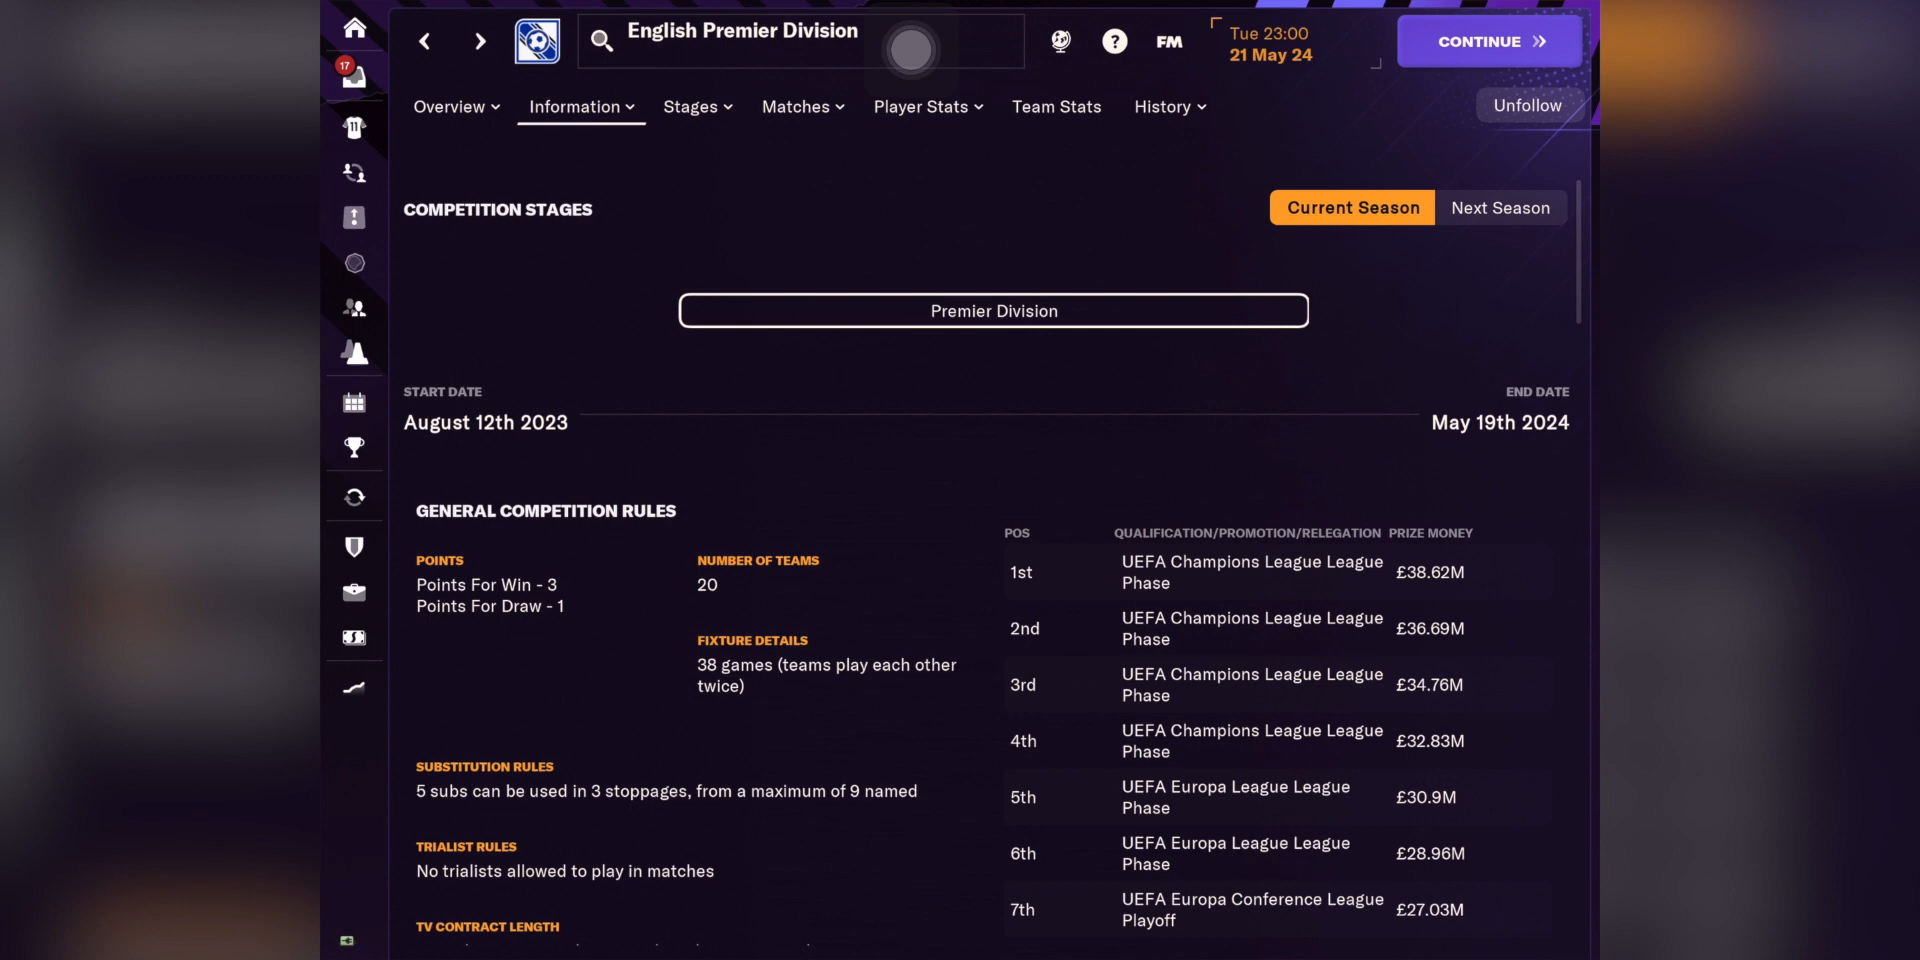 English Premier Division
Tue 23:00
21 May 24
CONTINUE
17
11
?
FM
Overview
Information
Stages
Matches
Player Stats
Team Stats
History
Unfollow
COMPETITION STAGES
Current Season
Next Season
Premier Division
START DATE
August 12th 2023
END DATE
May 19th 2024
GENERAL COMPETITION RULES
POINTS
Points For Win - 3
Points For Draw - 1
NUMBER OF TEAMS
20
FIXTURE DETAILS
38 games (teams play each other
twice)
SUBSTITUTION RULES
5 subs can be used in 3 stoppages, from a maximum of 9 named
TRIALIST RULES
No trialists allowed to play in matches
TV CONTRACT LENGTH
POS QUALIFICATION/PROMOTION/RELEGATION PRIZE MONEY
1st UEFA Champions League League
Phase £38.62M
2nd UEFA Champions League League
Phase £36.69M
3rd UEFA Champions League League
Phase £34.76M
4th UEFA Champions League League
Phase £32.83M
5th UEFA Europa League League
Phase £30.9M
6th UEFA Europa League League
Phase £28.96M
7th UEFA Europa Conference League
Playoff £27.03M